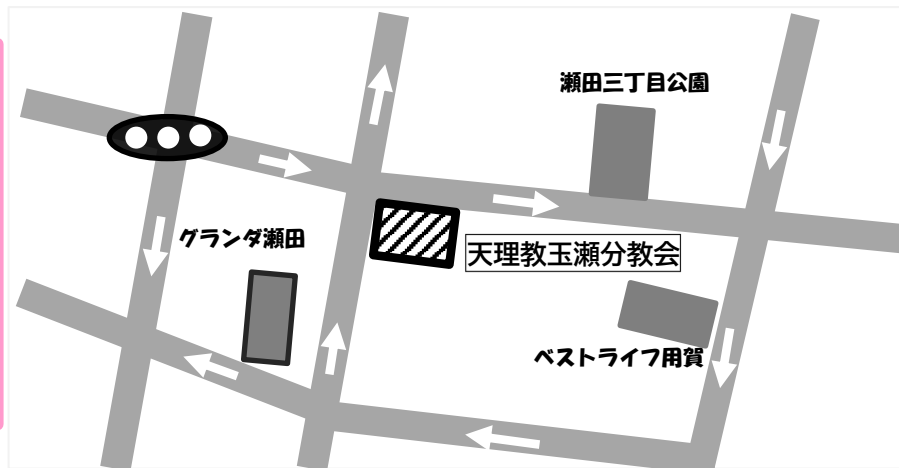 瀬田三丁目公園
グランダ瀬田
天理教玉瀬分教会
ベストライフ用賀